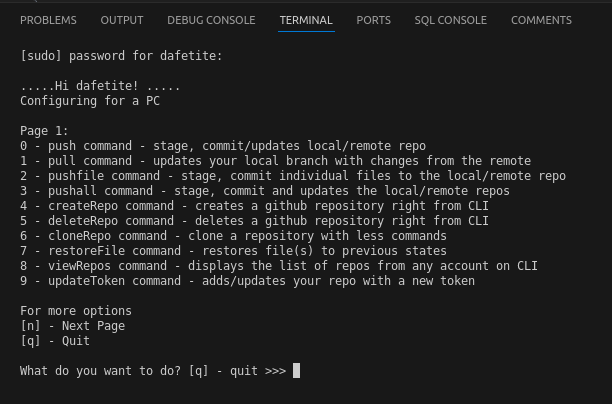 PROBLEMS OUTPUT DEBUG CONSOLE TERMINAL PORTS SQL CONSOLE COMMENTS
[sudo] password for dafetite:
.....Hi dafetite! .....
Configuring for a PC
Page 1:
0 - push command - stage, commit/updates local/remote repo
1 - pull command - updates your local branch with changes from the remote
2 - pushfile command - stage, commit individual files to the local/remote repo
3 - pushall command - stage, commit and updates the local/remote repos
4 - createRepo command - creates a github repository right from CLI
5 - deleteRepo command - deletes a github repository right from CLI
6 - cloneRepo command - clone a repository with less commands
7 - restoreFile command - restores file(s) to previous states
8 - viewRepos command - displays the list of repos from any account on CLI
9 - updateToken command - adds/updates your repo with a new token
For more options
[n] - Next Page
[q] - Quit
What do you want to do? [q] - quit >>>